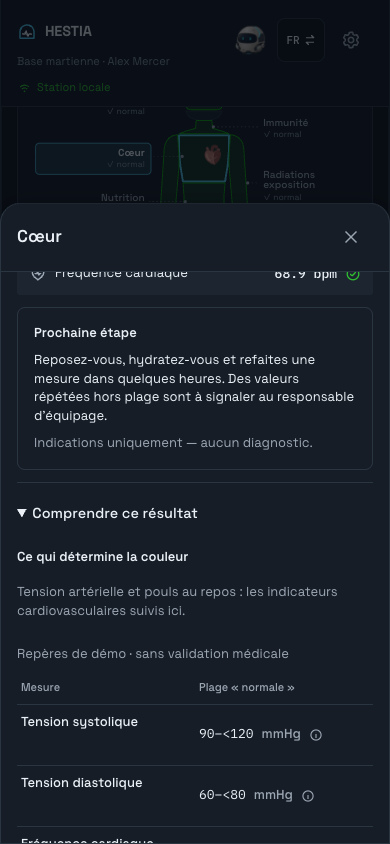 HESTIA
FR
Base martienne · Alex Mercer
Station locale
✓ normal
Immunité
✓ normal
Cœur
✓ normal
Radiations
exposition
✓ normal
Nutrition
Cœur
Fréquence cardiaque 68.9 bpm
Prochaine étape
Reposez-vous, hydratez-vous et refaites une
mesure dans quelques heures. Des valeurs
répétées hors plage sont à signaler au responsable
d'équipage.
Indications uniquement — aucun diagnostic.
▼ Comprendre ce résultat
Ce qui détermine la couleur
Tension artérielle et pouls au repos : les indicateurs
cardiovasculaires suivis ici.
Repères de démo · sans validation médicale
Mesure Plage « normale »
Tension systolique
90–<120 mmHg
Tension diastolique
60–<80 mmHg
Fréquence cardiaque